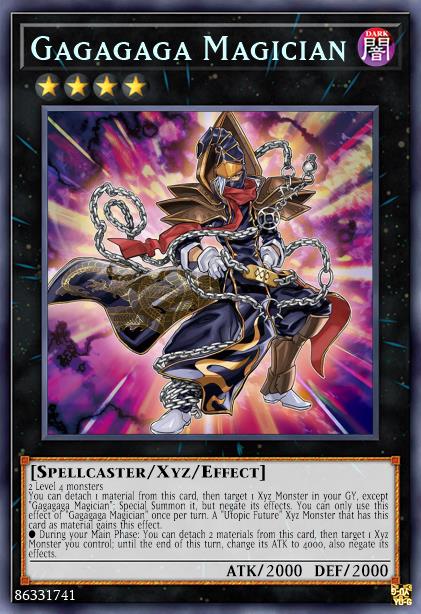 GAGAGAGA MAGICIAN
DARK
闇
[SPELLCASTER/XYZ/EFFECT]
2 Level 4 monsters
You can detach 1 material from this card, then target 1 Xyz Monster in your GY, except
"Gagagaga Magician"; Special Summon it, but negate its effects. You can only use this
effect of "Gagagaga Magician" once per turn. A "Utopic Future" Xyz Monster that has this
card as material gains this effect.
● During your Main Phase: You can detach 2 materials from this card, then target 1 Xyz
Monster you control; until the end of this turn, change its ATK to 4000, also negate its
effects.
ATK/2000 DEF/2000
86331741